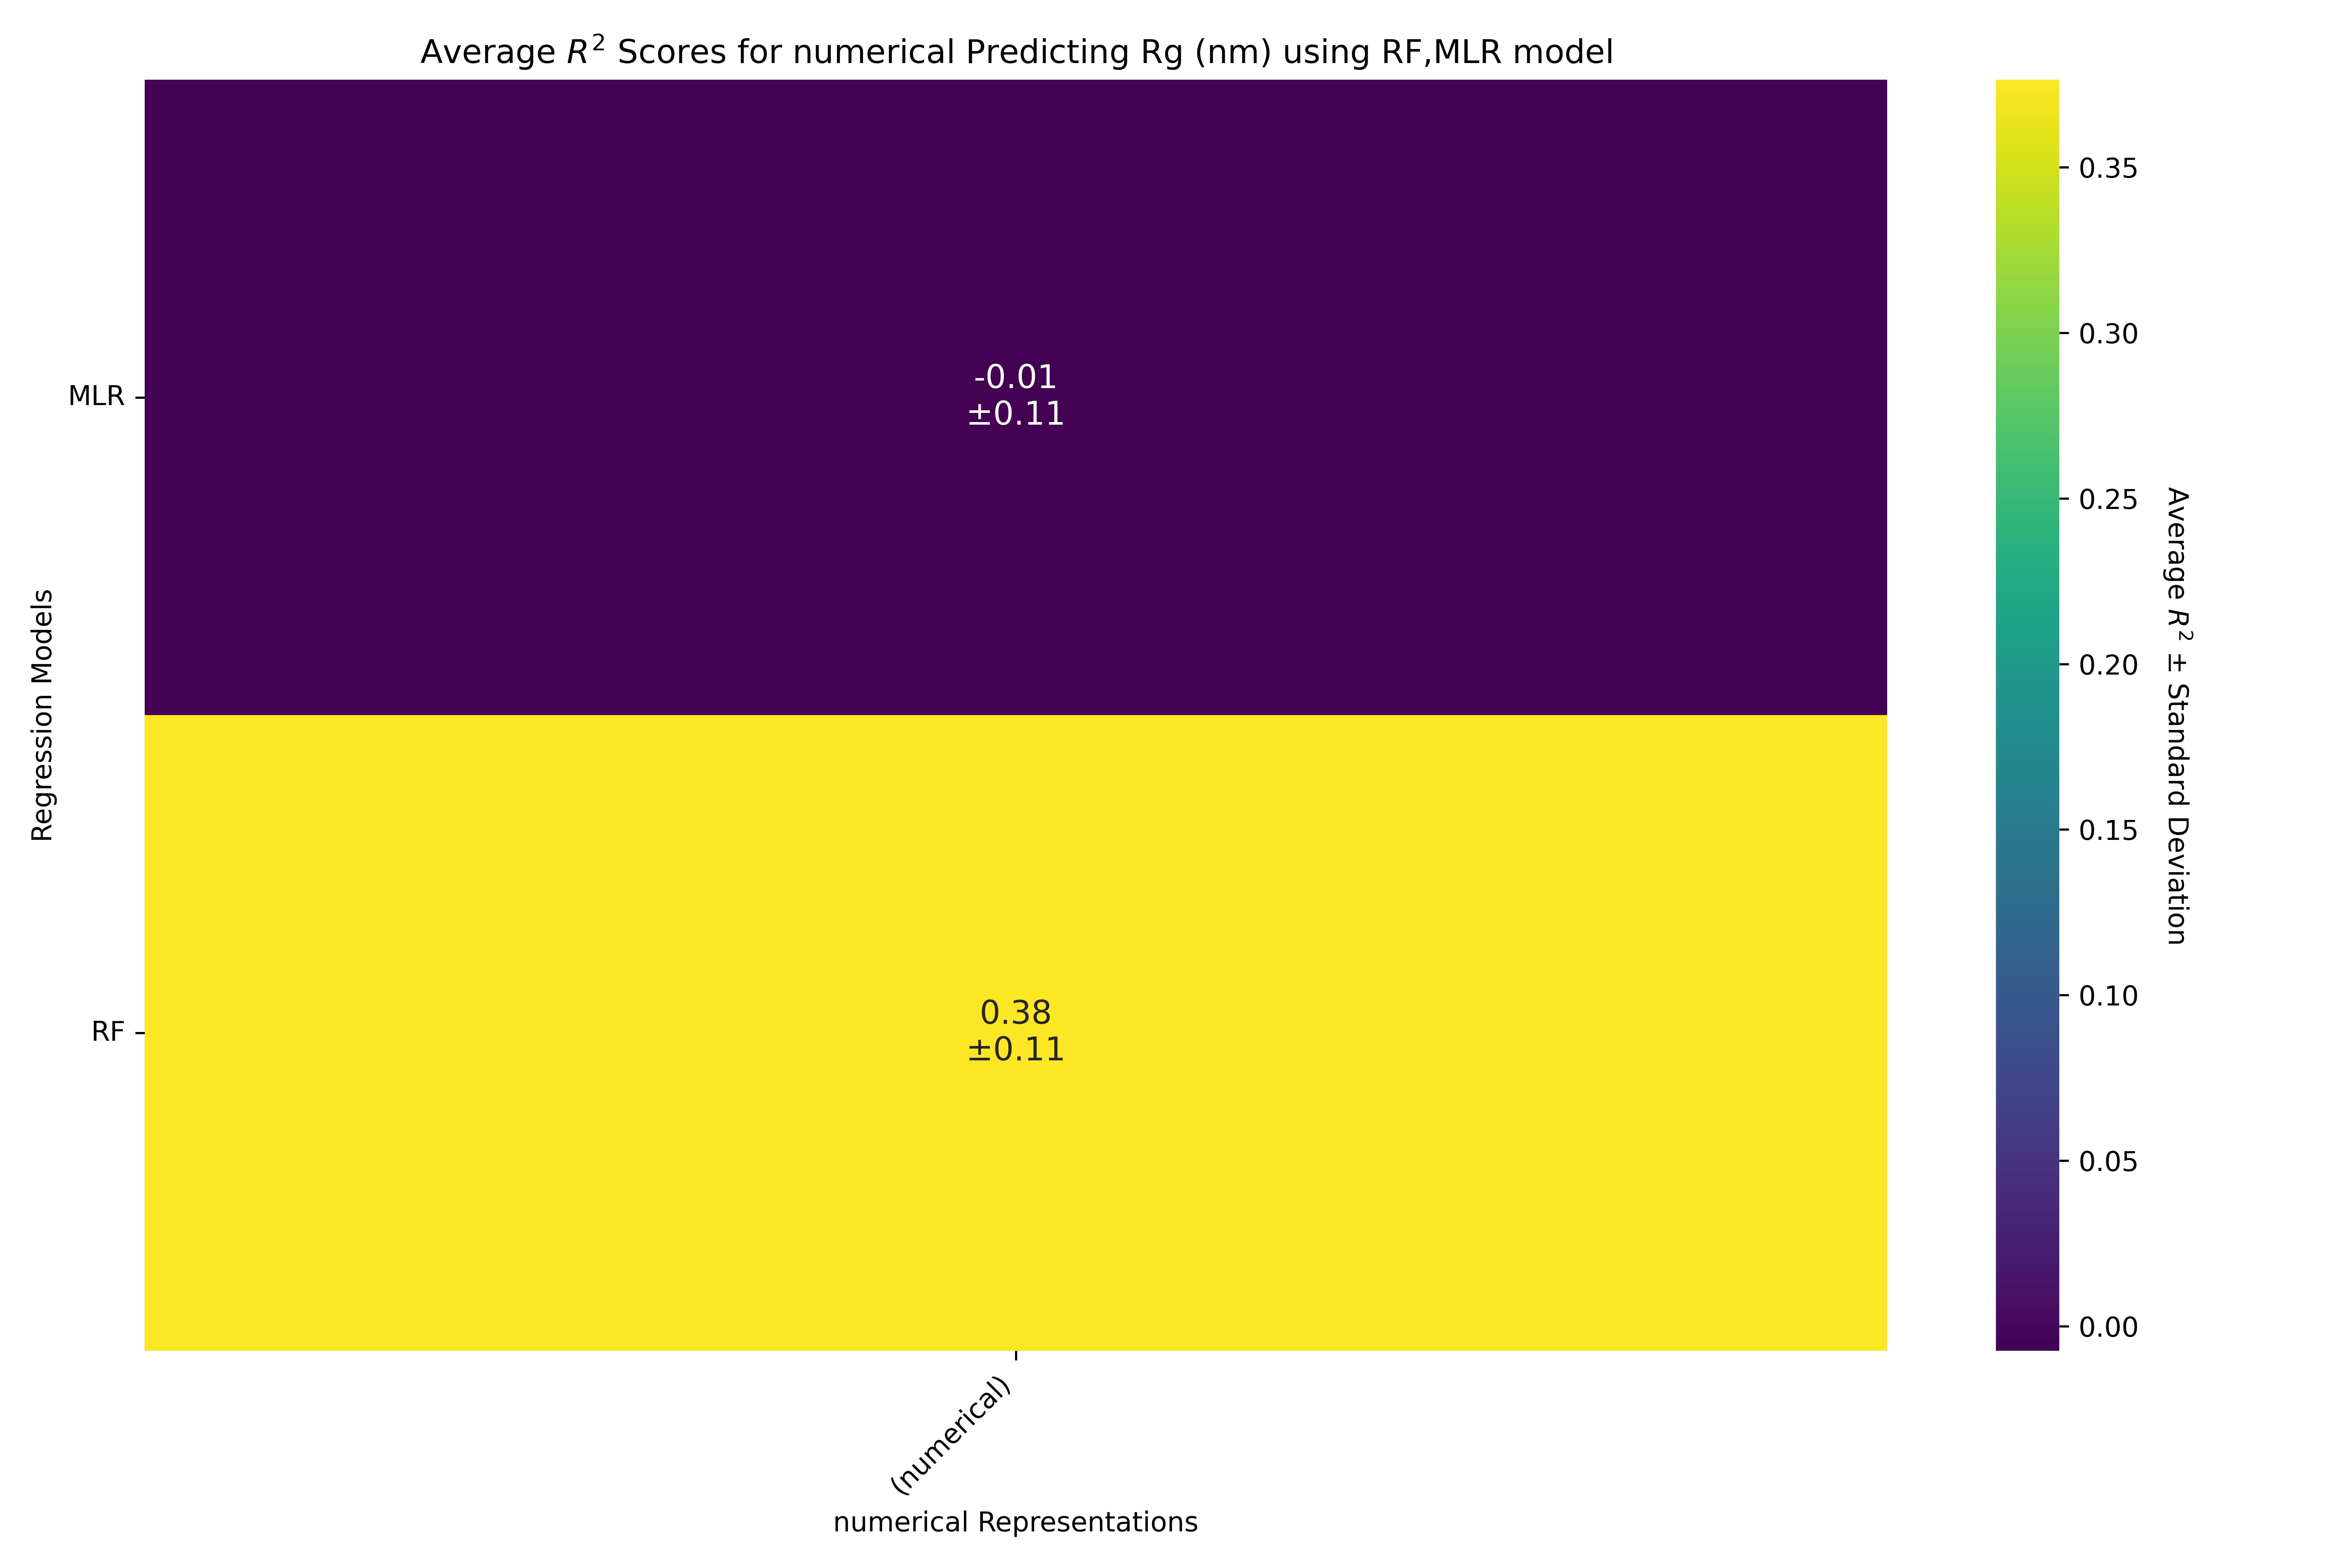 Average R² Scores for numerical Predicting Rg (nm) using RF,MLR model
Regression Models
MLR
-0.01
±0.11
RF
0.38
±0.11
(numerical)
numerical Representations
0.35
0.30
0.25
0.20
0.15
0.10
0.05
0.00
Average R² ± Standard Deviation